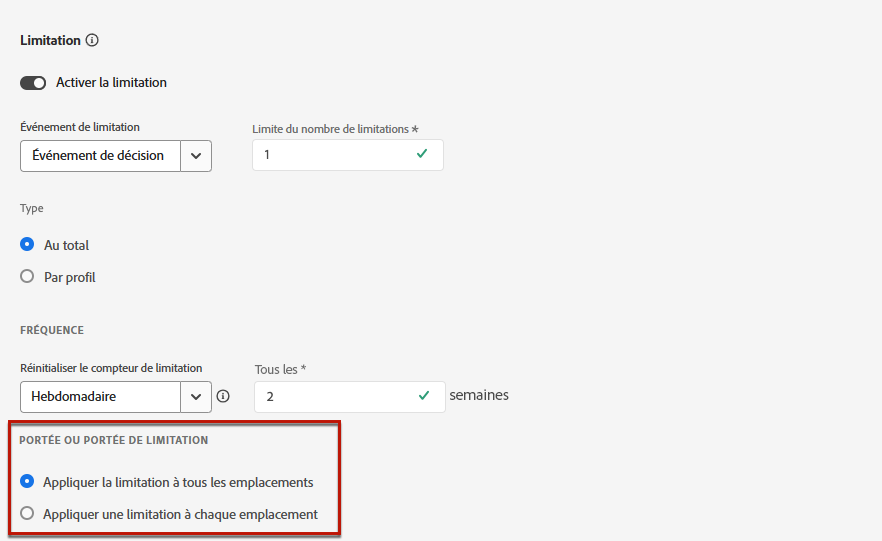 Limitation
Activer la limitation
Événement de limitation
Limite du nombre de limitations *
Événement de décision
1
Type
Au total
Par profil
FRÉQUENCE
Réinitialiser le compteur de limitation
Tous les *
Hebdomadaire
2
semaines
PORTÉE OU PORTÉE DE LIMITATION
Appliquer la limitation à tous les emplacements
Appliquer une limitation à chaque emplacement